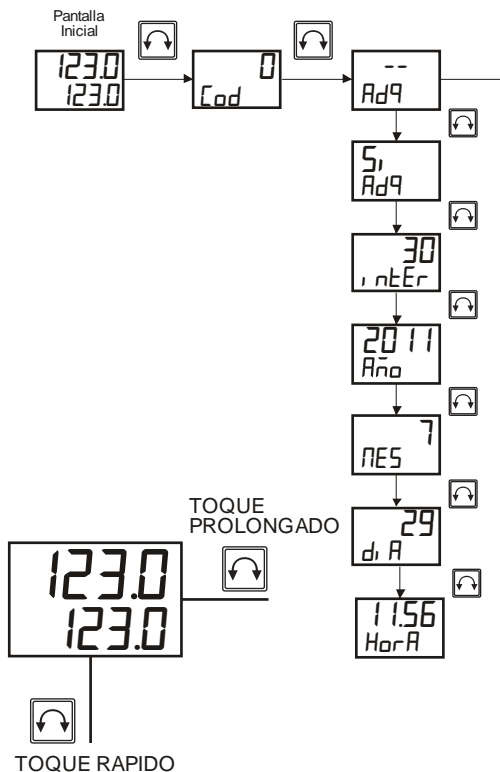 Pantalla
Inicial
123.0
123.0
0
Cod
--
Adq
Si
Adq
30
intEr
2011
Año
7
MES
29
diA
11.56
HorA
TOQUE
PROLONGADO
123.0
123.0
TOQUE RAPIDO